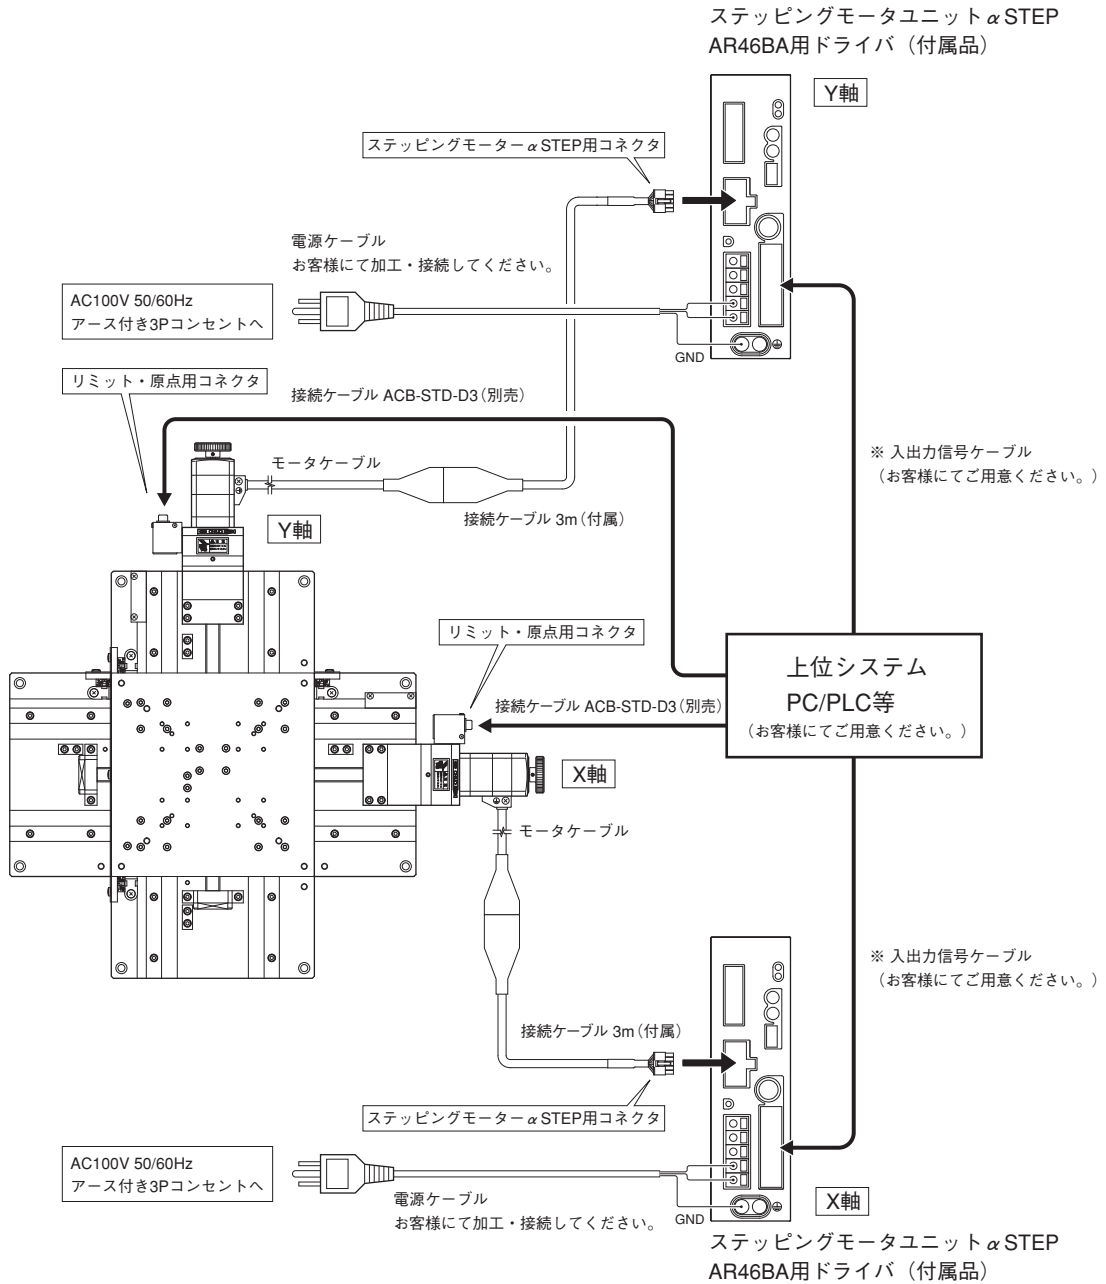 ステッピングモータユニットα STEP
AR46BA用ドライバ（付属品）
Y軸
ステッピングモーターα STEP用コネクタ
電源ケーブル
お客様にて加工・接続してください。
AC100V 50/60Hz
アース付き3Pコンセントへ
GND
リミット・原点用コネクタ
接続ケーブル ACB-STD-D3（別売）
モータケーブル
※ 入出力信号ケーブル
（お客様にてご用意ください。）
接続ケーブル 3m（付属）
Y軸
リミット・原点用コネクタ
上位システム
PC/PLC等
（お客様にてご用意ください。）
接続ケーブル ACB-STD-D3（別売）
X軸
モータケーブル
※ 入出力信号ケーブル
（お客様にてご用意ください。）
接続ケーブル 3m（付属）
ステッピングモーターα STEP用コネクタ
AC100V 50/60Hz
アース付き3Pコンセントへ
電源ケーブル
お客様にて加工・接続してください。
GND
X軸
ステッピングモータユニットα STEP
AR46BA用ドライバ（付属品）